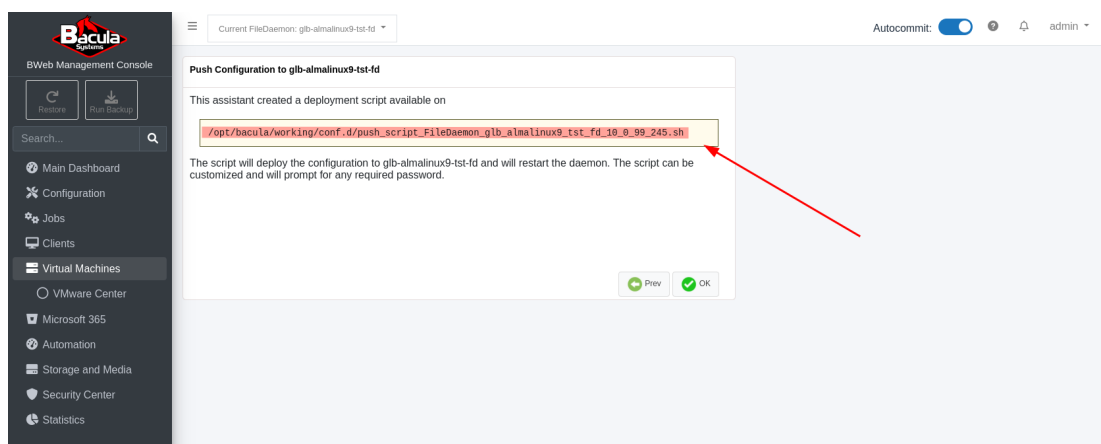 Bacula
Systems
BWeb Management Console
Restore
Run Backup
Search...
Main Dashboard
Configuration
Jobs
Clients
Virtual Machines
VMware Center
Microsoft 365
Automation
Storage and Media
Security Center
Statistics
Current FileDaemon: glb-almalinux9-tst-fd
Autocommit:
admin
Push Configuration to glb-almalinux9-tst-fd
This assistant created a deployment script available on
/opt/bacula/working/conf.d/push_script_FileDaemon_glb_almalinux9_tst_fd_10_0_99_245.sh
The script will deploy the configuration to glb-almalinux9-tst-fd and will restart the daemon. The script can be
customized and will prompt for any required password.
Prev
OK